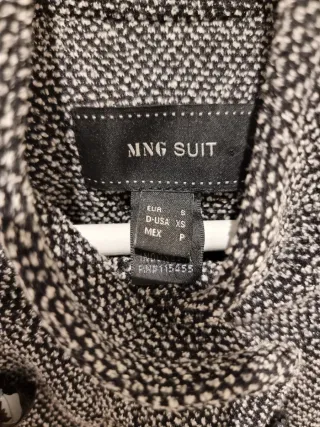 MNG SUIT
EUR S
D-USA XS
MEX P
RN#115455